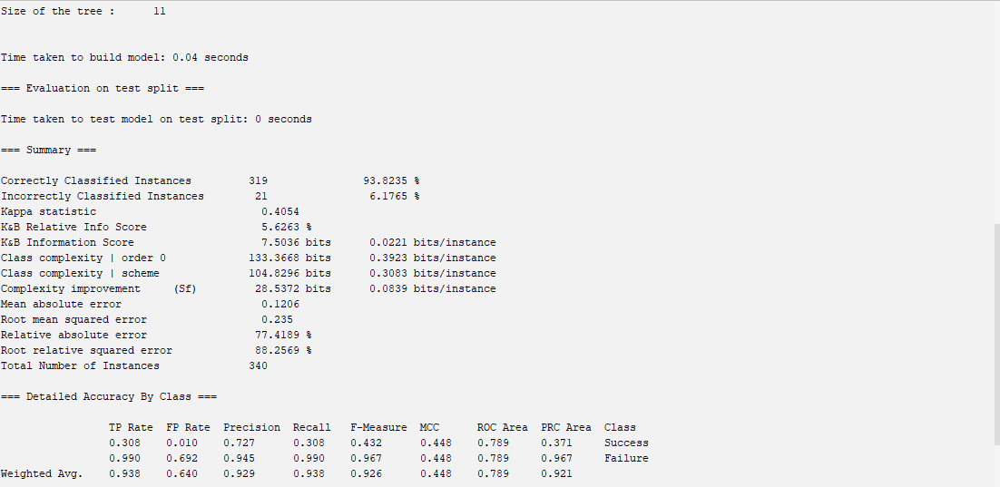 Size of the tree : 11
Time taken to build model: 0.04 seconds
=== Evaluation on test split ===
Time taken to test model on test split: 0 seconds
=== Summary ===
Correctly Classified Instances 319 93.8235 %
Incorrectly Classified Instances 21 6.1765 %
Kappa statistic 0.4054
K&B Relative Info Score 5.6263 %
K&B Information Score 7.5036 bits 0.0221 bits/instance
Class complexity | order 0 133.3668 bits 0.3923 bits/instance
Class complexity | scheme 104.8296 bits 0.3083 bits/instance
Complexity improvement (Sf) 28.5372 bits 0.0839 bits/instance
Mean absolute error 0.1206
Root mean squared error 0.235
Relative absolute error 77.4189 %
Root relative squared error 88.2569 %
Total Number of Instances 340
=== Detailed Accuracy By Class ===
TP Rate FP Rate Precision Recall F-Measure MCC ROC Area PRC Area Class
0.308 0.010 0.727 0.308 0.432 0.448 0.789 0.371 Success
0.990 0.692 0.945 0.990 0.967 0.448 0.789 0.967 Failure
Weighted Avg. 0.938 0.640 0.929 0.938 0.926 0.448 0.789 0.921